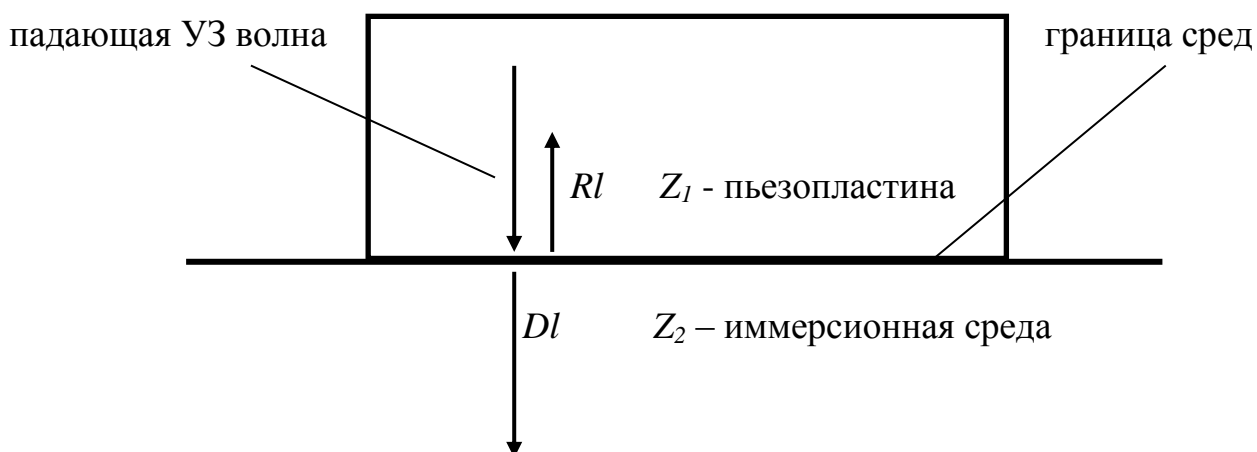 падающая УЗ волна
граница сред
Rl
Z1 - пьезопластина
Dl
Z2 – иммерсионная среда